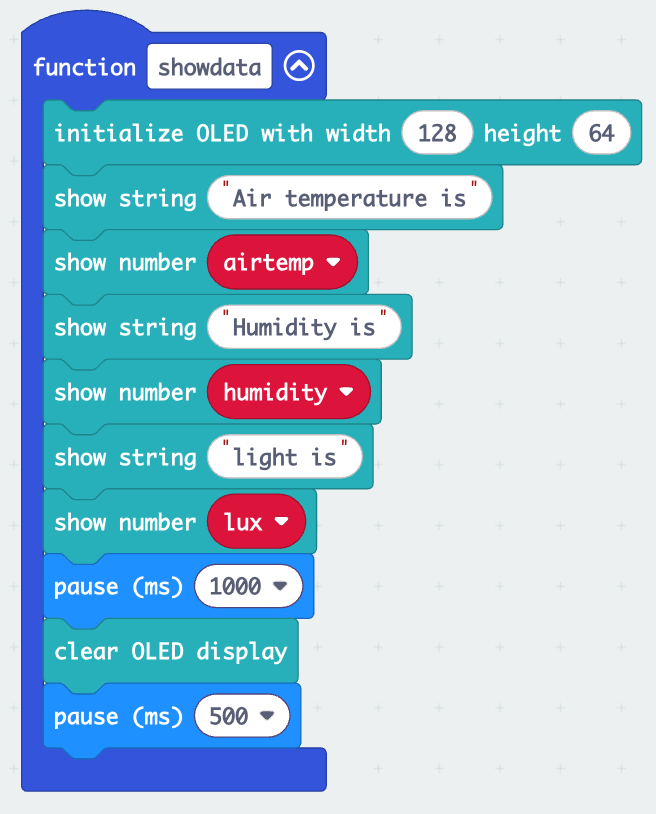 function showdata
initialize OLED with width 128 height 64
show string "Air temperature is"
show number airtemp
show string "Humidity is"
show number humidity
show string "light is"
show number lux
pause (ms) 1000
clear OLED display
pause (ms) 500